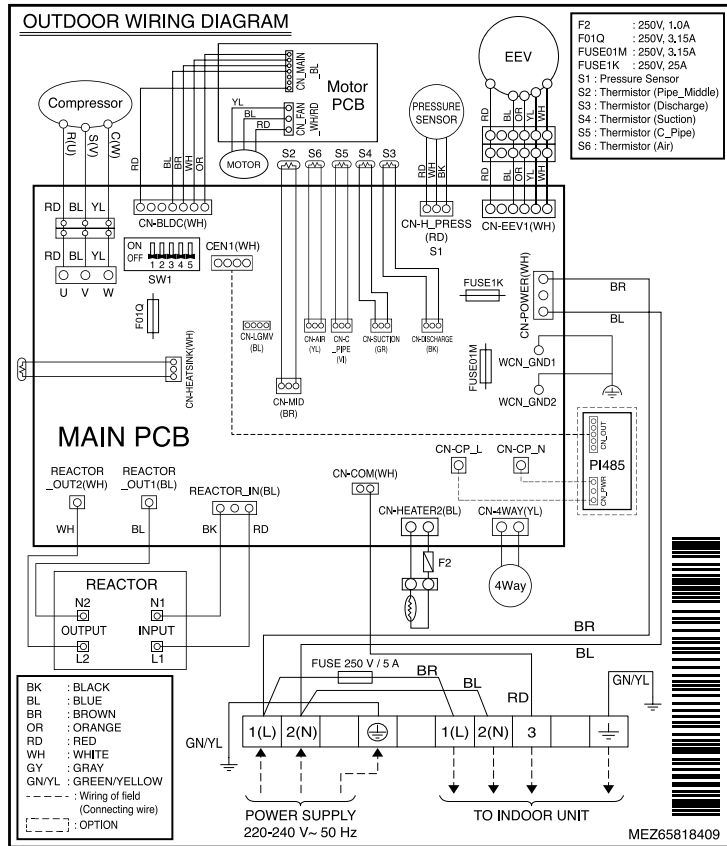 OUTDOOR WIRING DIAGRAM
F2 : 250V, 1.0A
F01Q : 250V, 3.15A
FUSE01M : 250V, 3.15A
FUSE1K : 250V, 25A
S1 : Pressure Sensor
S2 : Thermistor (Pipe_Middle)
S3 : Thermistor (Discharge)
S4 : Thermistor (Suction)
S5 : Thermistor (C_Pipe)
S6 : Thermistor (Air)
Compressor
R(U)
S(V)
C(W)
CN_MAIN
_BL
Motor
PCB
CN_FAN
_WH/RD
YL
BL
RD
MOTOR
PRESSURE
SENSOR
EEV
RD
BL
OR
YL
WH
RD
BL
BR
WH
OR
S2
S6
S5
S4
S3
RD
WH
BK
RD
BL
OR
YL
WH
RD BL YL
RD BL YL
U V W
CN-BLDC(WH)
ON
OFF
1 2 3 4 5
SW1
CEN1(WH)
CN-H_PRESS
(RD)
S1
CN-EEV1(WH)
F01Q
FUSE1K
CN-POWER(WH)
BR
BL
CN-LGMV
(BL)
CN-AIR
(YL)
CN-C
_PIPE
(VI)
CN-SUCTION
(GR)
CN-DISCHARGE
(BK)
FUSE01M
WCN_GND1
WCN_GND2
CN-HEATSINK(WH)
CN-MID
(BR)
MAIN PCB
CN_OUT
PI485
CN_PWR
CN-CP_L
CN-CP_N
REACTOR
_OUT2(WH)
REACTOR
_OUT1(BL)
REACTOR_IN(BL)
CN-COM(WH)
CN-HEATER2(BL)
CN-4WAY(YL)
WH
BL
BK
RD
F2
4Way
REACTOR
N2 N1
OUTPUT INPUT
L2 L1
BR
BL
FUSE 250 V / 5 A
BR
BL
RD
GN/YL
GN/YL
1(L) 2(N) 1(L) 2(N) 3
BK : BLACK
BL : BLUE
BR : BROWN
OR : ORANGE
RD : RED
WH : WHITE
GY : GRAY
GN/YL : GREEN/YELLOW
: Wiring of field
(Connecting wire)
: OPTION
POWER SUPPLY
220-240 V~ 50 Hz
TO INDOOR UNIT
MEZ65818409